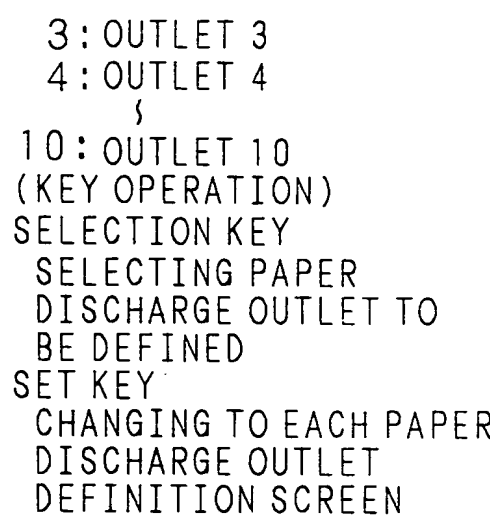 3: OUTLET 3
4: OUTLET 4
≀
10: OUTLET 10
(KEY OPERATION)
SELECTION KEY
SELECTING PAPER
DISCHARGE OUTLET TO
BE DEFINED
SET KEY
CHANGING TO EACH PAPER
DISCHARGE OUTLET
DEFINITION SCREEN